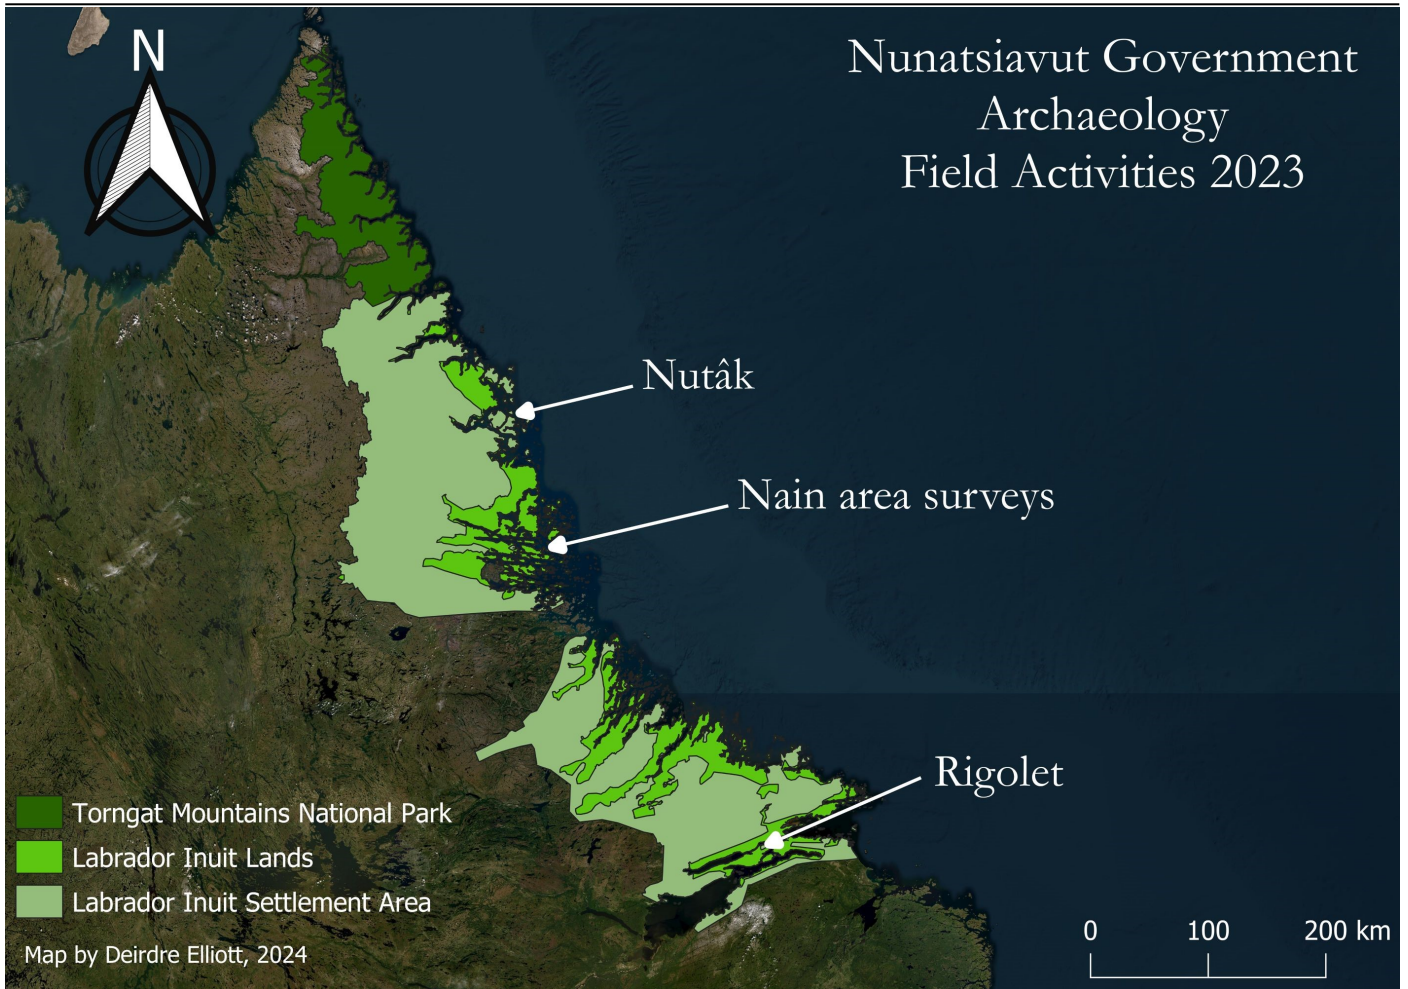 N
Nunatsiavut Government
Archaeology
Field Activities 2023
Nutâk
Nain area surveys
Rigolet
Torngat Mountains National Park
Labrador Inuit Lands
Labrador Inuit Settlement Area
Map by Deirdre Elliott, 2024
0 100 200 km